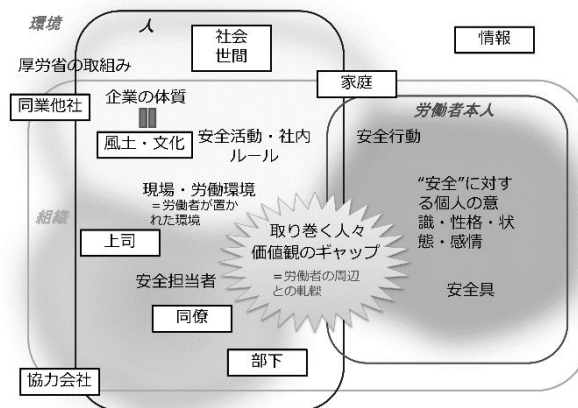 環境
人
社会
世間
情報
厚労省の取組み
家庭
同業他社
企業の体質
労働者本人
風土・文化
安全活動・社内
ルール
安全行動
現場・労働環境
＝労働者が置か
れた環境
“安全”に対す
る個人の意
識・性格・状
態・感情
組織
上司
取り巻く人々
価値観のギャップ
＝労働者の周辺
との軋轢
安全担当者
安全具
同僚
部下
協力会社